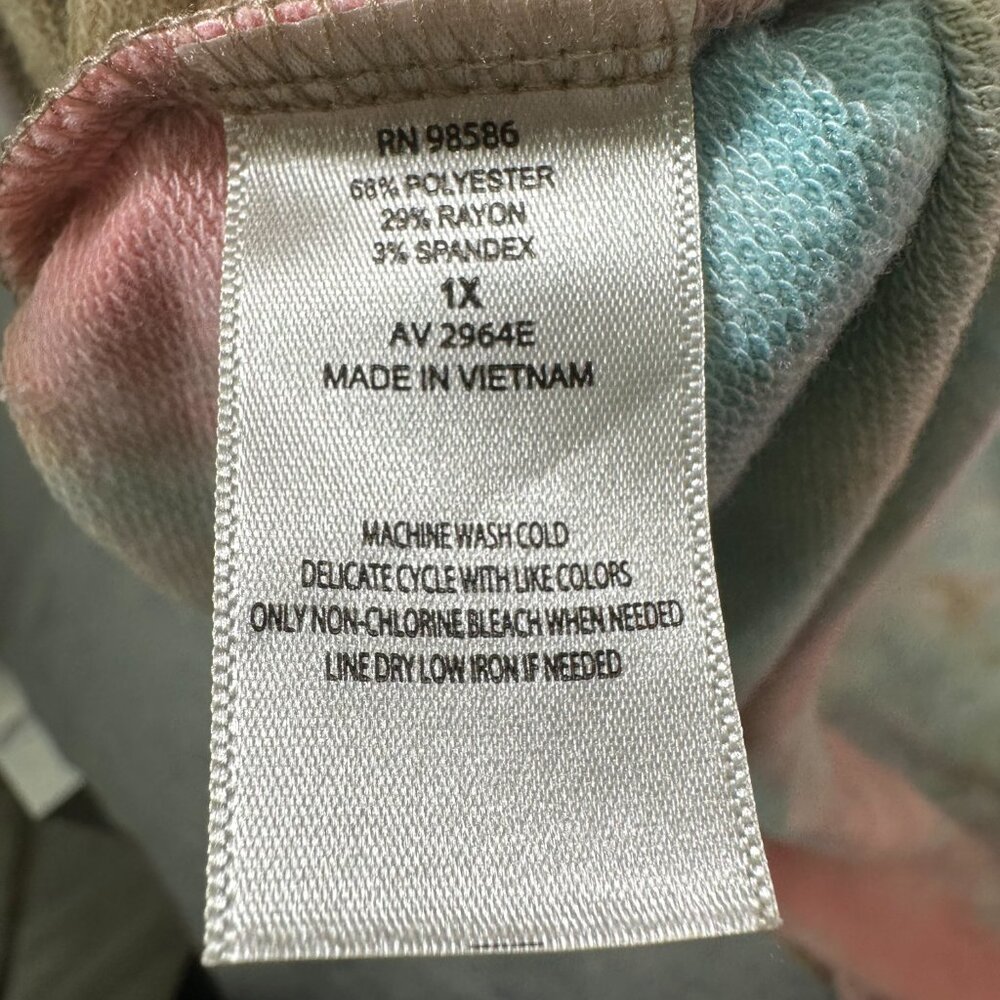 RN 98586
68% POLYESTER
29% RAYON
3% SPANDEX
1X
AV 2964E
MADE IN VIETNAM
MACHINE WASH COLD
DELICATE CYCLE WITH LIKE COLORS
ONLY NON-CHLORINE BLEACH WHEN NEEDED
LINE DRY LOW IRON IF NEEDED